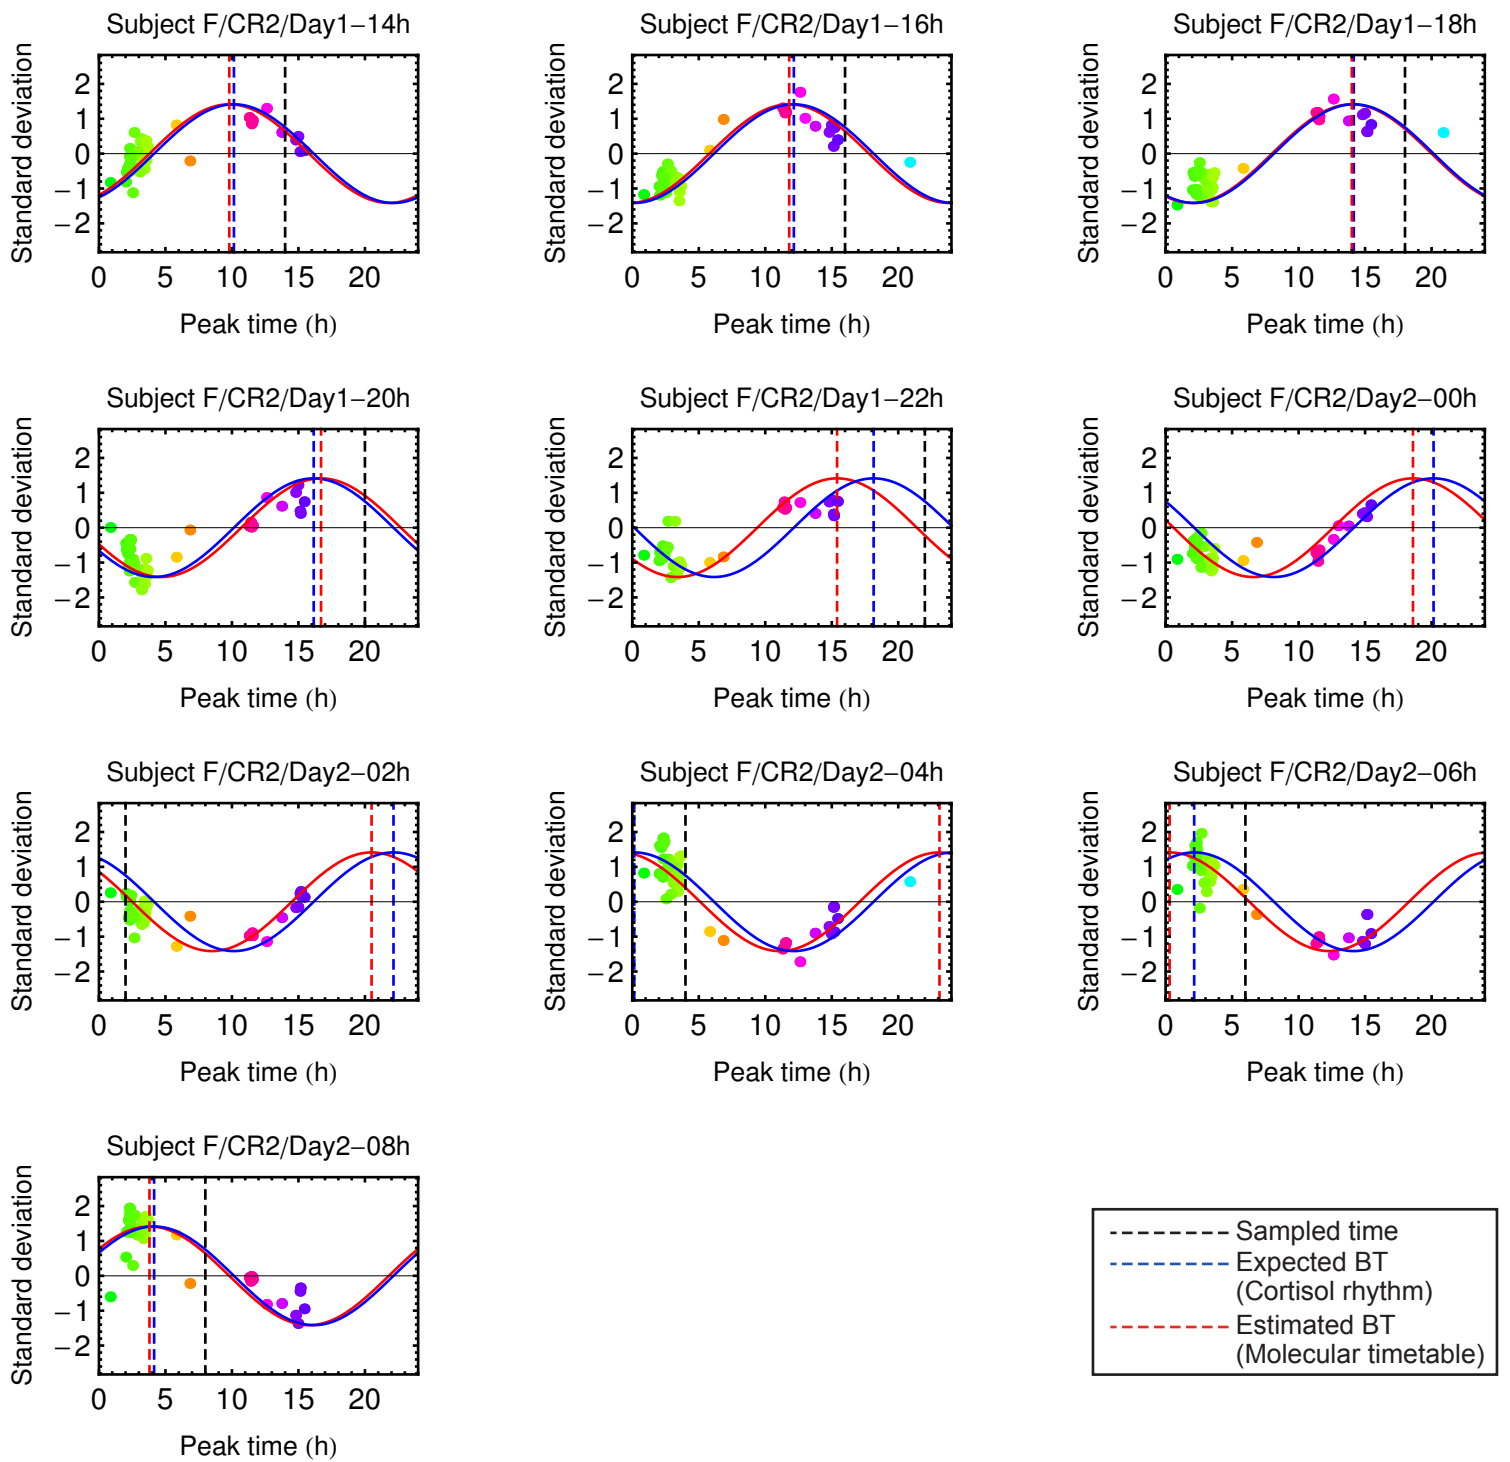 Subject F/CR2/Day1−14h
Subject F/CR2/Day1−16h
Subject F/CR2/Day1−18h
Standard deviation
2
1
0
−1
−2
0 5 10 15 20
Peak time (h)
Standard deviation
2
1
0
−1
−2
0 5 10 15 20
Peak time (h)
Standard deviation
2
1
0
−1
−2
0 5 10 15 20
Peak time (h)
Subject F/CR2/Day1−20h
Subject F/CR2/Day1−22h
Subject F/CR2/Day2−00h
Standard deviation
2
1
0
−1
−2
0 5 10 15 20
Peak time (h)
Standard deviation
2
1
0
−1
−2
0 5 10 15 20
Peak time (h)
Standard deviation
2
1
0
−1
−2
0 5 10 15 20
Peak time (h)
Subject F/CR2/Day2−02h
Subject F/CR2/Day2−04h
Subject F/CR2/Day2−06h
Standard deviation
2
1
0
−1
−2
0 5 10 15 20
Peak time (h)
Standard deviation
2
1
0
−1
−2
0 5 10 15 20
Peak time (h)
Standard deviation
2
1
0
−1
−2
0 5 10 15 20
Peak time (h)
Subject F/CR2/Day2−08h
Standard deviation
2
1
0
−1
−2
0 5 10 15 20
Peak time (h)
Sampled time
Expected BT
(Cortisol rhythm)
Estimated BT
(Molecular timetable)